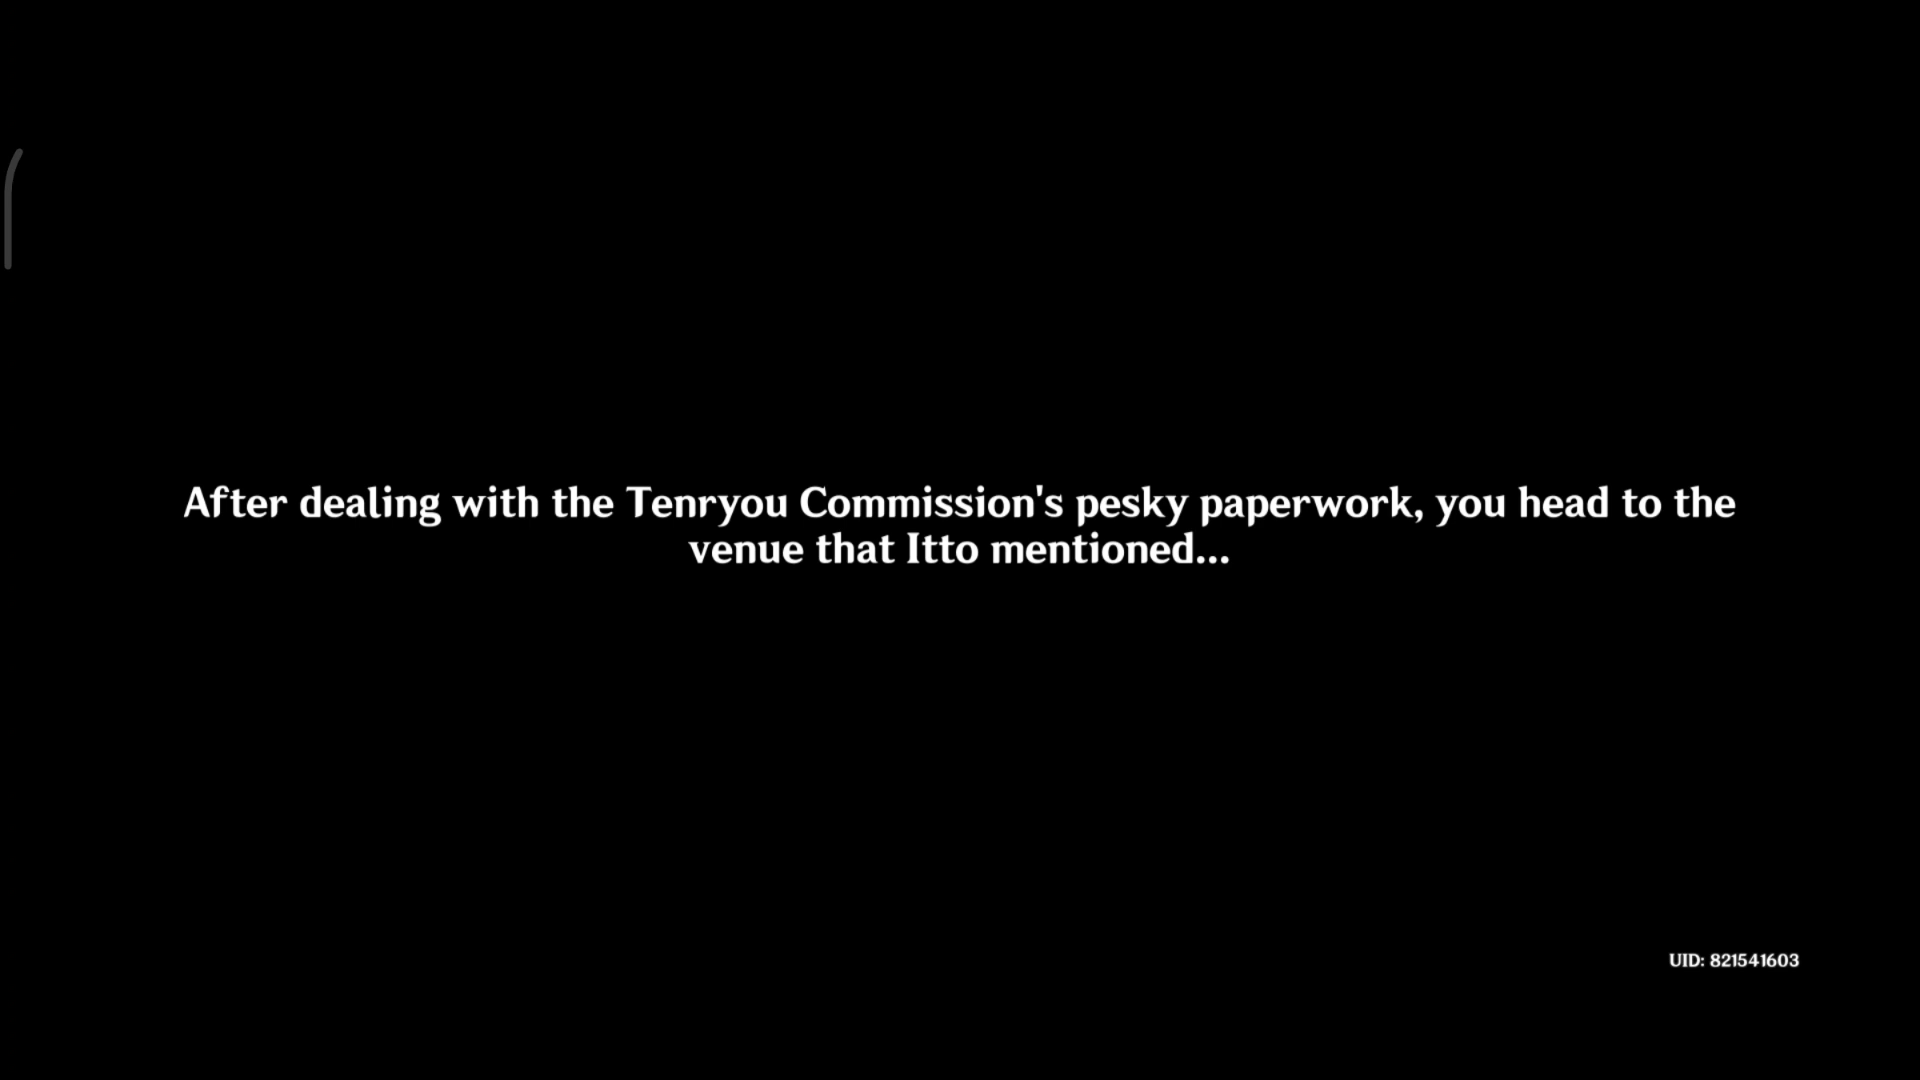 After dealing with the Tenryou Commission's pesky paperwork, you head to the
venue that Itto mentioned...
UID: 821541603